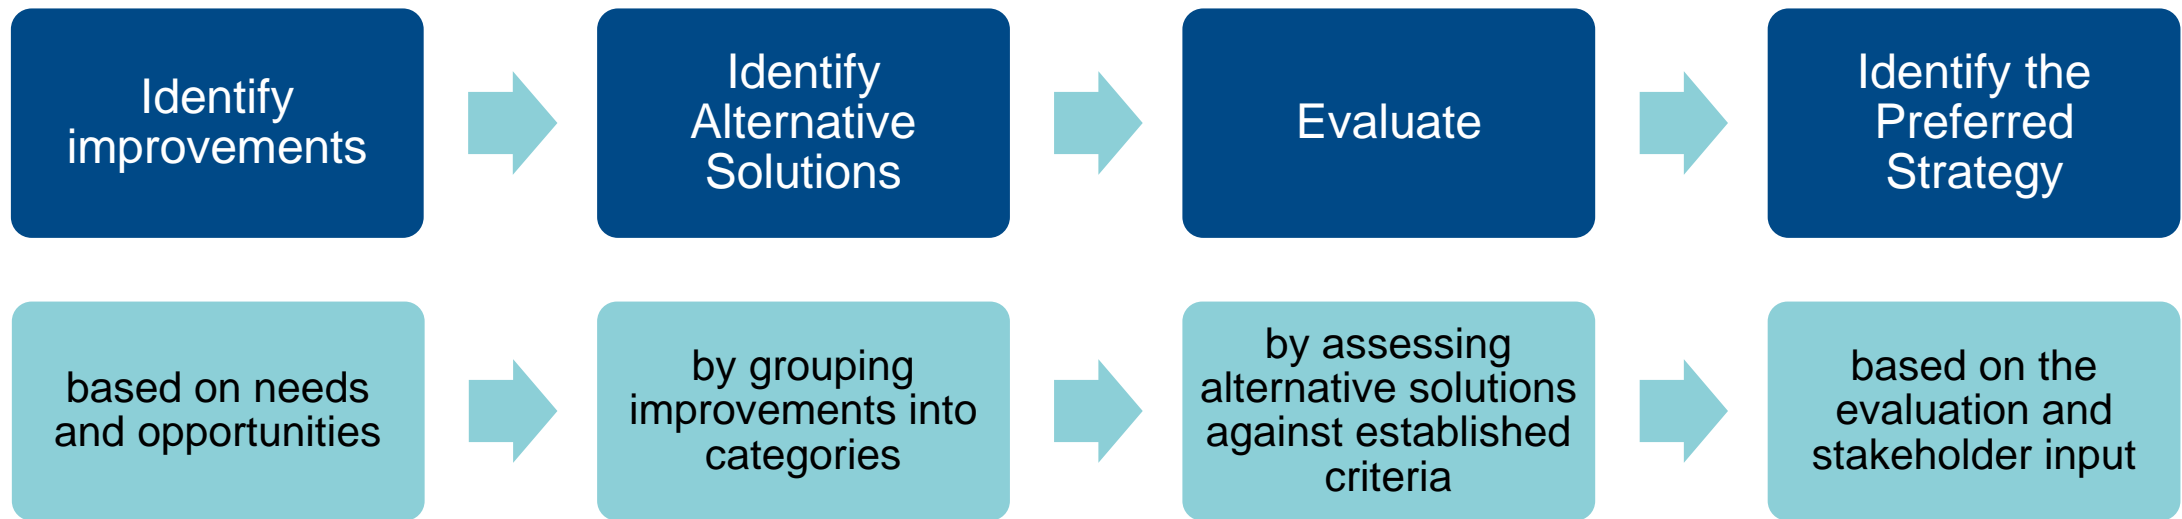 Identify
improvements
Identify
Alternative
Solutions
Evaluate
Identify the
Preferred
Strategy
based on needs
and opportunities
by grouping
improvements into
categories
by assessing
alternative solutions
against established
criteria
based on the
evaluation and
stakeholder input